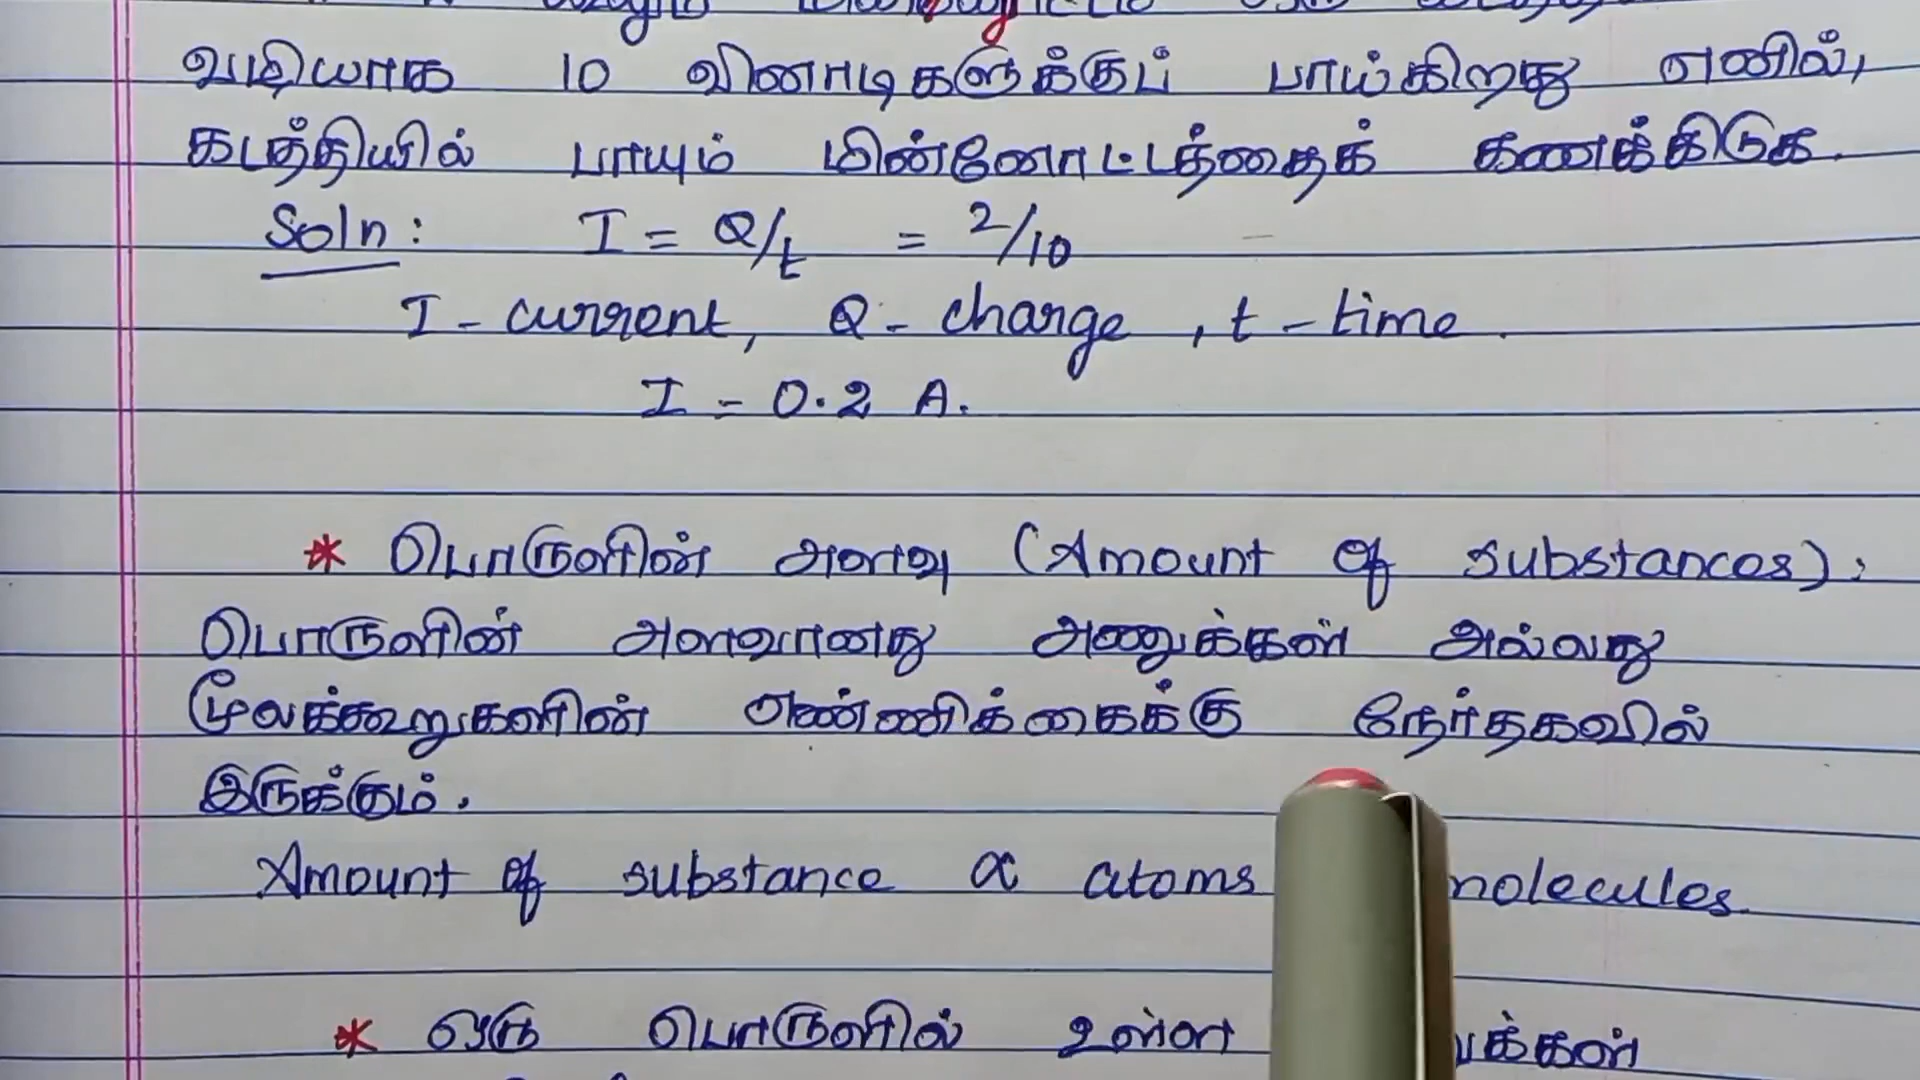 வழியாக 10 வினாடிகளுக்குப் பாய்கிறது எனில்,
கடத்தியில் பாயும் மின்னோட்டத்தைக் கணக்கிடுக.
Soln: I = Q/t = 2/10
I - current, Q - charge, t - time.
I = 0.2 A.
* பொருளின் அளவு (Amount of substances):
பொருளின் அளவானது அணுக்கள் அல்லது
மூலக்கூறுகளின் எண்ணிக்கைக்கு நேர்தகவில்
இருக்கும்.
Amount of substance α atoms molecules.
* ஒரு பொருளில் உள்ள